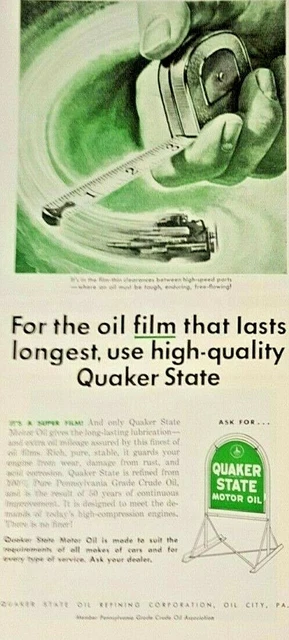 1
2
It's in the film-thin clearances between high-speed parts
—where an oil must be tough, enduring, free-flowing!
For the oil film that lasts
longest, use high-quality
Quaker State
IT'S A SUPER FILM! And only Quaker State
Motor Oil gives the long-lasting lubrication—
and extra oil mileage assured by this finest of
oil films. Rich, pure, stable, it guards your
engine from wear, damage from rust, and
acid corrosion. Quaker State is refined from
100% Pure Pennsylvania Grade Crude Oil,
and is the result of 50 years of continuous
improvement. It is designed to meet the de-
mands of today's high-compression engines.
There is no finer!
Quaker State Motor Oil is made to suit the
requirements of all makes of cars and for
every type of service. Ask your dealer.
ASK FOR...
QUAKER
STATE
MOTOR OIL
QUAKER STATE OIL REFINING CORPORATION, OIL CITY, PA.
Member Pennsylvania Grade Crude Oil Association